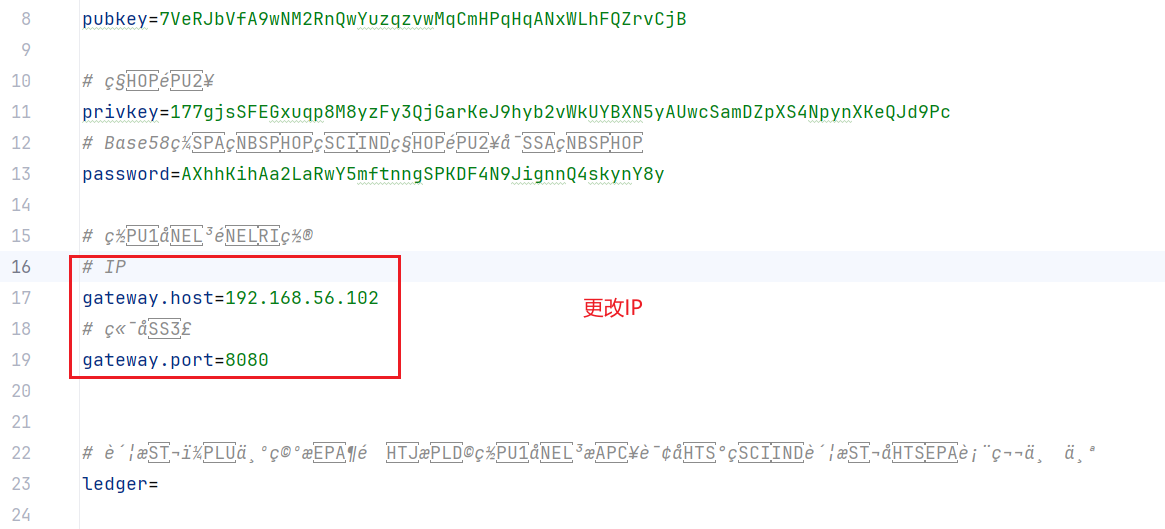 8 pubkey=7VeRJbVfA9wNM2RnQwYuzqzvwMqCmHPqHqANxWLhFQZrvCjB
9
10 # ç§HOPéPU2¥
11 privkey=177gjsSFEGxuqp8M8yzFy3QjGarKeJ9hyb2vWkUYBXN5yAUwcSamDZpXS4NpynXKeQJd9Pc
12 # Base58ç¼SPAçNBSPHOPçSCIINDç§HOPéPU2¥å¯SSAçNBSPHOP
13 password=AXhhKihAa2LaRwY5mftnngSPKDF4N9JignnQ4skynY8y
14
15 # ç½PU1åNEL³éNELRIç½®
16 # IP
17 gateway.host=192.168.56.102
更改IP
18 # ç«¯åSS3£
19 gateway.port=8080
20
21
22 # è´¦æST¬ï¼PLUä¸ºç©ºæEPA¶é HTJæPLD©ç½PU1åNEL³æAPC¥è¯¢åHTS°çSCIINDè´¦æST¬åHTSEPAè¡¨ç¬¬ä¸ ä¸ª
23 ledger=
24